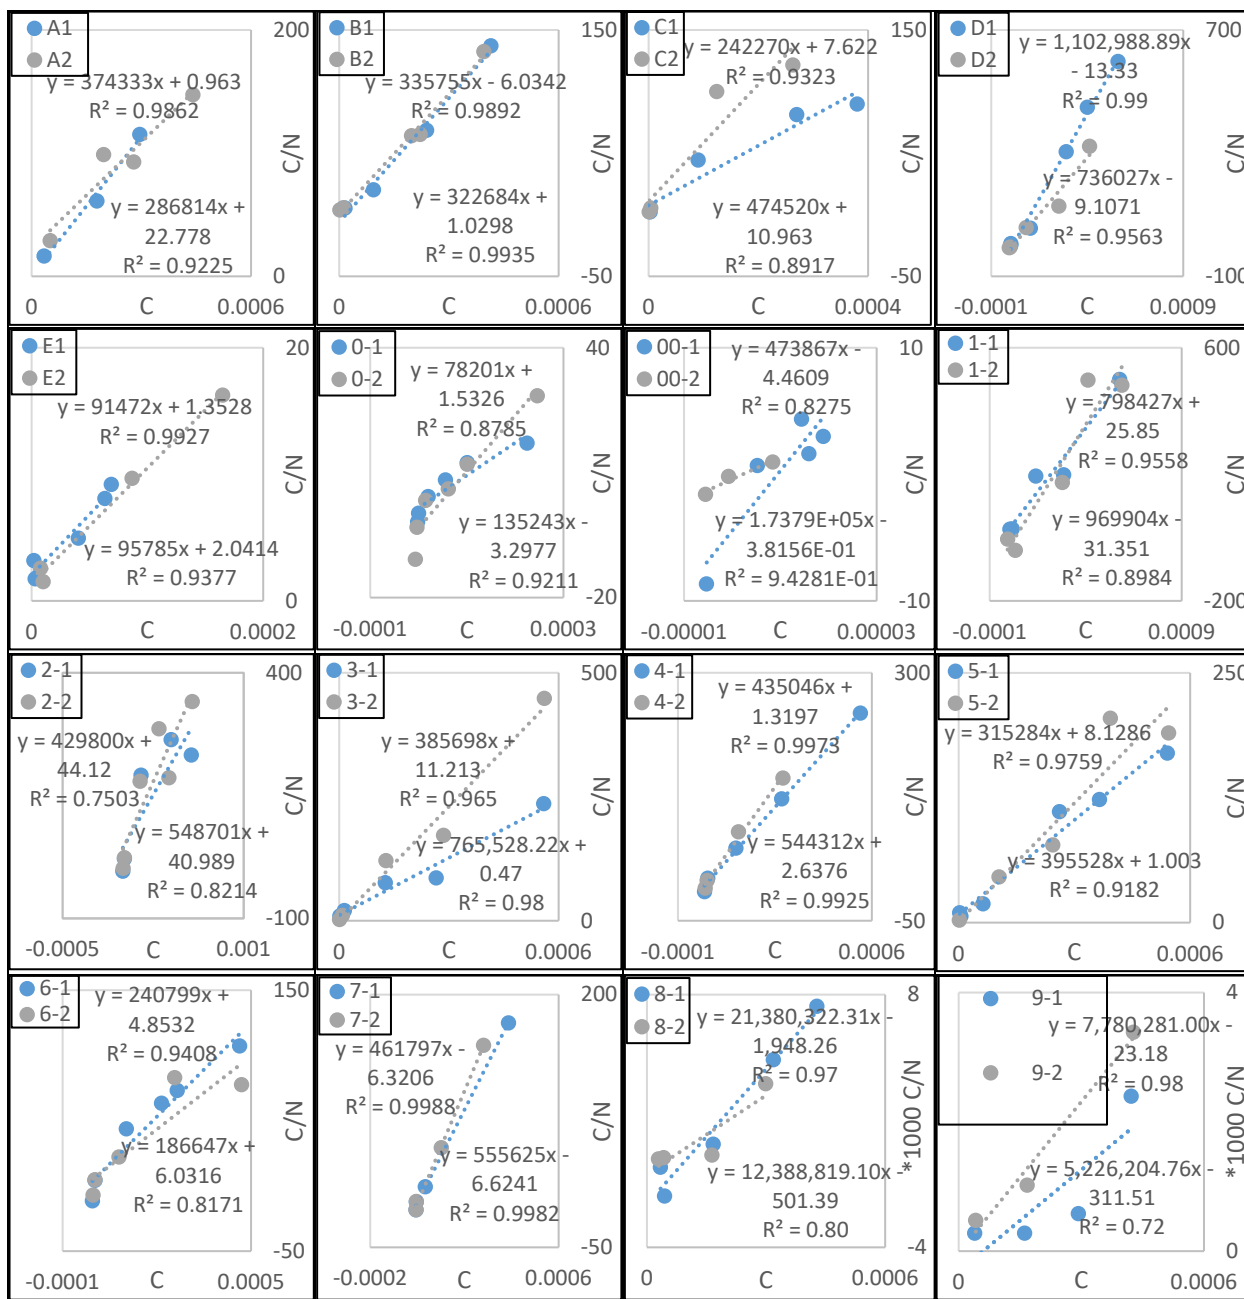 A1
A2
200
y = 374333x + 0.963
R² = 0.9862
y = 286814x +
22.778
R² = 0.9225
C/N
0
0
C
0.0006
B1
B2
150
y = 335755x - 6.0342
R² = 0.9892
y = 322684x +
1.0298
R² = 0.9935
C/N
-50
0
C
0.0006
C1
C2
150
y = 242270x + 7.622
R² = 0.9323
y = 474520x +
10.963
R² = 0.8917
C/N
-50
0
C
0.0004
D1
D2
700
y = 1,102,988.89x
- 13.33
R² = 0.99
y = 736027x -
9.1071
R² = 0.9563
C/N
-100
-0.0001
C
0.0009
E1
E2
20
y = 91472x + 1.3528
R² = 0.9927
y = 95785x + 2.0414
R² = 0.9377
C/N
0
0
C
0.0002
0-1
0-2
40
y = 78201x +
1.5326
R² = 0.8785
y = 135243x -
3.2977
R² = 0.9211
C/N
-20
-0.0001
C
0.0003
00-1
00-2
10
y = 473867x -
4.4609
R² = 0.8275
y = 1.7379E+05x -
3.8156E-01
R² = 9.4281E-01
C/N
-10
-0.00001
C
0.00003
1-1
1-2
600
y = 798427x +
25.85
R² = 0.9558
y = 969904x -
31.351
R² = 0.8984
C/N
-200
-0.0001
C
0.0009
2-1
2-2
400
y = 429800x +
44.12
R² = 0.7503
y = 548701x +
40.989
R² = 0.8214
C/N
-100
-0.0005
C
0.001
3-1
3-2
500
y = 385698x +
11.213
R² = 0.965
y = 765,528.22x +
0.47
R² = 0.98
C/N
0
0
C
0.0006
4-1
4-2
300
y = 435046x +
1.3197
R² = 0.9973
y = 544312x +
2.6376
R² = 0.9925
C/N
-50
-0.0001
C
0.0006
5-1
5-2
250
y = 315284x + 8.1286
R² = 0.9759
y = 395528x + 1.003
R² = 0.9182
C/N
0
0
C
0.0006
6-1
6-2
150
y = 240799x +
4.8532
R² = 0.9408
y = 186647x +
6.0316
R² = 0.8171
C/N
-50
-0.0001
C
0.0005
7-1
7-2
200
y = 461797x -
6.3206
R² = 0.9988
y = 555625x -
6.6241
R² = 0.9982
C/N
-50
-0.0002
C
0.0006
8-1
8-2
8
y = 21,380,322.31x -
1,948.26
R² = 0.97
y = 12,388,819.10x -
501.39
R² = 0.80
*1000 C/N
-4
0
C
0.0006
9-1
9-2
4
y = 7,780,281.00x -
23.18
R² = 0.98
y = 5,226,204.76x -
311.51
R² = 0.72
*1000 C/N
0
0
C
0.0006